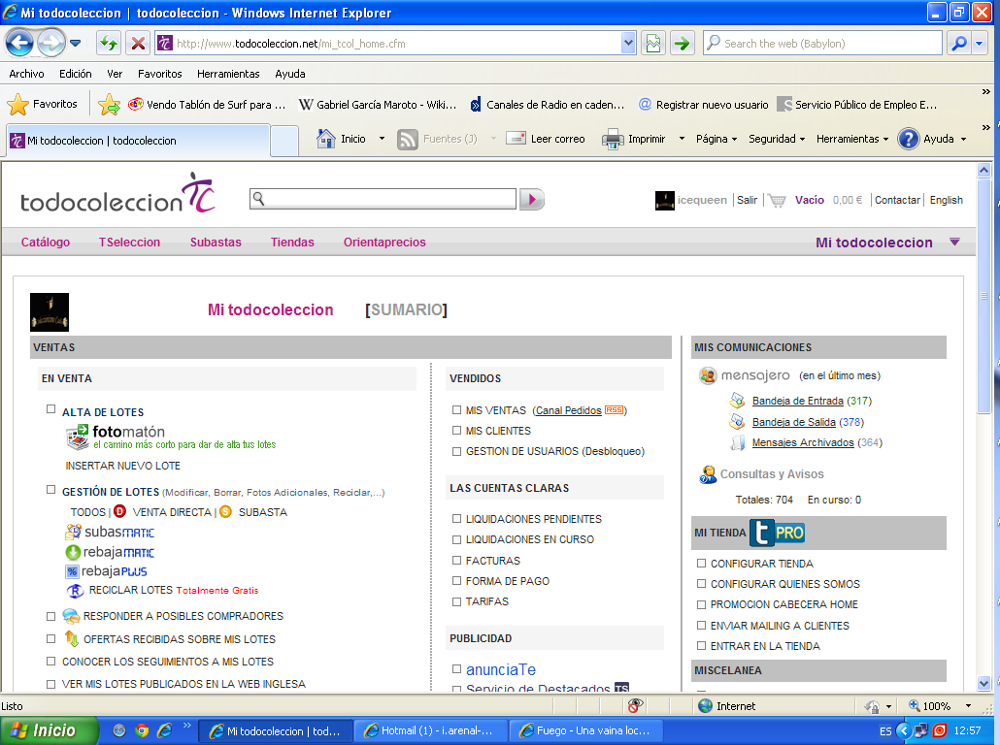 Mi todocoleccion | todocoleccion - Windows Internet Explorer
http://www.todocoleccion.net/mi_tcol_home.cfm
Search the web (Babylon)
Archivo Edición Ver Favoritos Herramientas Ayuda
Favoritos Vendo Tablón de Surf para ... W Gabriel García Maroto - Wiki... Canales de Radio en caden... Registrar nuevo usuario Servicio Público de Empleo E...
Mi todocoleccion | todocoleccion Inicio Fuentes (J) Leer correo Imprimir Página Seguridad Herramientas Ayuda
todocoleccion TC
icequeen | Salir | Vacío 0,00 € | Contactar | English
Catálogo TSeleccion Subastas Tiendas Orientaprecios Mi todocoleccion
Mi todocoleccion [SUMARIO]
VENTAS
EN VENTA
ALTA DE LOTES
fotomatón
el camino más corto para dar de alta tus lotes
INSERTAR NUEVO LOTE
GESTIÓN DE LOTES (Modificar, Borrar, Fotos Adicionales, Reciclar,...)
TODOS | D VENTA DIRECTA | S SUBASTA
subasMATIC
rebajaMATIC
% rebajaPLUS
R RECICLAR LOTES Totalmente Gratis
RESPONDER A POSIBLES COMPRADORES
OFERTAS RECIBIDAS SOBRE MIS LOTES
CONOCER LOS SEGUIMIENTOS A MIS LOTES
VER MIS LOTES PUBLICADOS EN LA WEB INGLESA
VENDIDOS
MIS VENTAS (Canal Pedidos RSS)
MIS CLIENTES
GESTION DE USUARIOS (Desbloqueo)
LAS CUENTAS CLARAS
LIQUIDACIONES PENDIENTES
LIQUIDACIONES EN CURSO
FACTURAS
FORMA DE PAGO
TARIFAS
PUBLICIDAD
anunciaTe
Servicio de Destacados TS
MIS COMUNICACIONES
mensajero (en el último mes)
Bandeja de Entrada (317)
Bandeja de Salida (378)
Mensajes Archivados (364)
Consultas y Avisos
Totales: 704 En curso: 0
MI TIENDA t PRO
CONFIGURAR TIENDA
CONFIGURAR QUIENES SOMOS
PROMOCION CABECERA HOME
ENVIAR MAILING A CLIENTES
ENTRAR EN LA TIENDA
MISCELANEA
Listo Internet 100%
Inicio Mi todocoleccion | tod... Hotmail (1) - i.arenal-... Fuego - Una vaina loc... ES 12:57